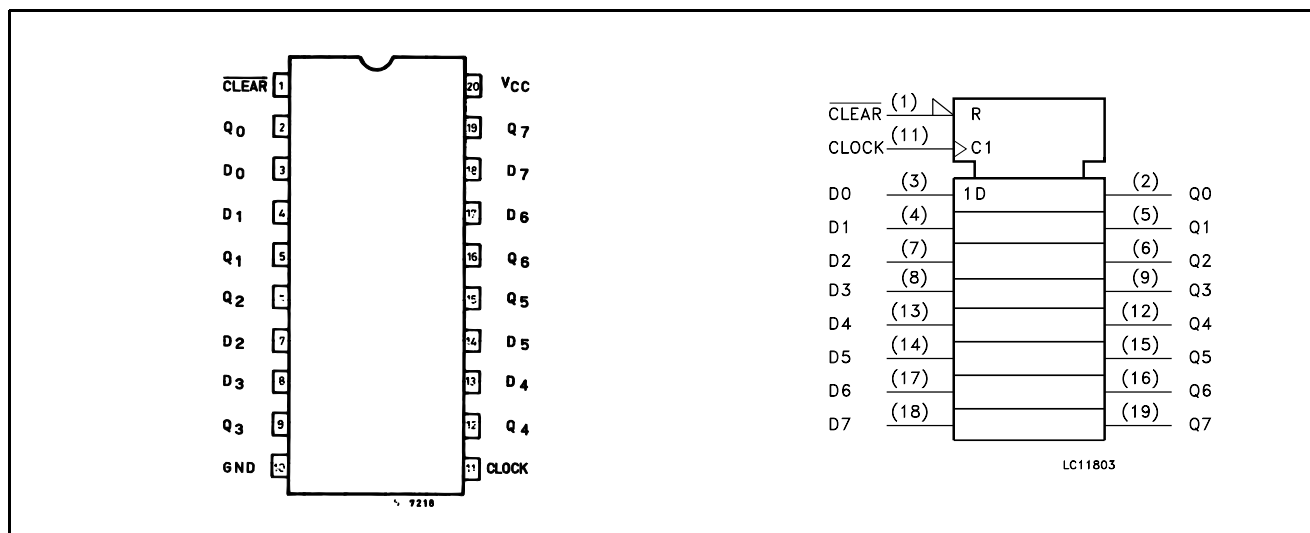 CLEAR 1 20 VCC
Q0 2 19 Q7
D0 3 18 D7
D1 4 17 D6
Q1 5 16 Q6
Q2 15 Q5
D2 7 14 D5
D3 8 13 D4
Q3 9 12 Q4
GND 10 11 CLOCK
7218
CLEAR (1) R
CLOCK (11) C1
D0 (3) 1D (2) Q0
D1 (4) (5) Q1
D2 (7) (6) Q2
D3 (8) (9) Q3
D4 (13) (12) Q4
D5 (14) (15) Q5
D6 (17) (16) Q6
D7 (18) (19) Q7
LC11803